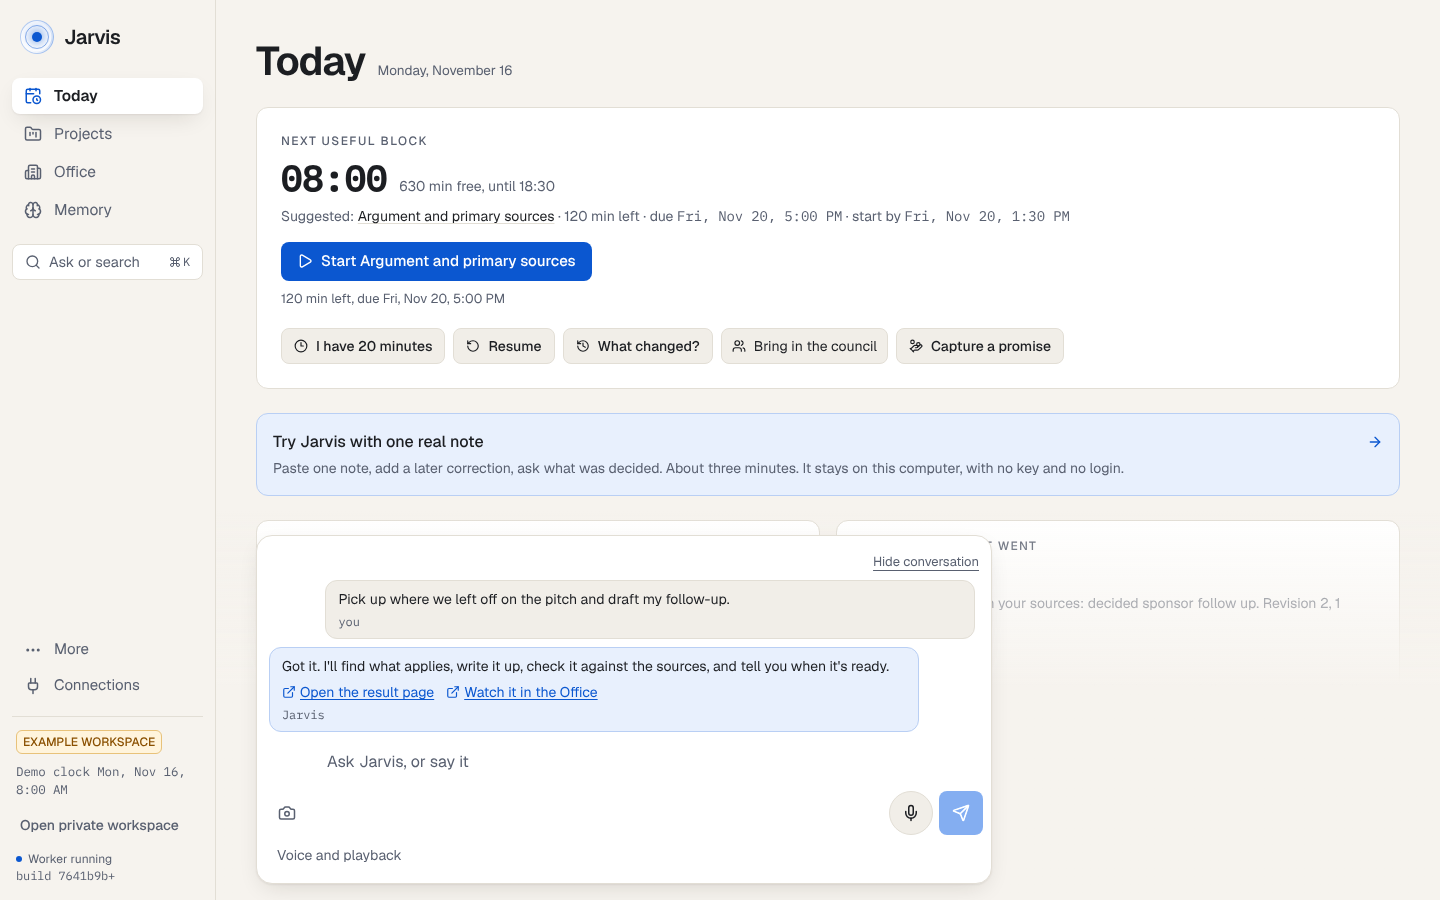 Jarvis
Today
Projects
Office
Memory
Ask or search ⌘K
More
Connections
EXAMPLE WORKSPACE
Demo clock Mon, Nov 16,
8:00 AM
Open private workspace
Worker running
build 7641b9b+
Today Monday, November 16
NEXT USEFUL BLOCK
08:00 630 min free, until 18:30
Suggested: Argument and primary sources · 120 min left · due Fri, Nov 20, 5:00 PM · start by Fri, Nov 20, 1:30 PM
Start Argument and primary sources
120 min left, due Fri, Nov 20, 5:00 PM
I have 20 minutes Resume What changed? Bring in the council Capture a promise
Try Jarvis with one real note
Paste one note, add a later correction, ask what was decided. About three minutes. It stays on this computer, with no key and no login.
WENT
your sources: decided sponsor follow up. Revision 2, 1
Hide conversation
Pick up where we left off on the pitch and draft my follow-up.
you
Got it. I'll find what applies, write it up, check it against the sources, and tell you when it's ready.
Open the result page Watch it in the Office
Jarvis
Ask Jarvis, or say it
Voice and playback